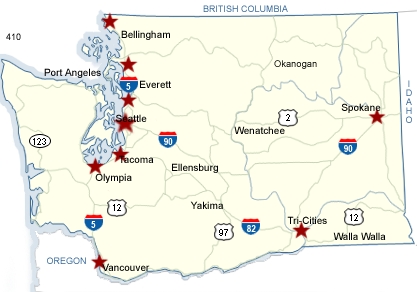 BRITISH COLUMBIA
Bellingham
410
Okanogan
Port Angeles
Everett
5
IDAHO
Spokane
Seattle
2
Wenatchee
123
90
90
Tacoma
Ellensburg
Olympia
12
Yakima
5
97
82
Tri-Cities
12
Walla Walla
OREGON
Vancouver